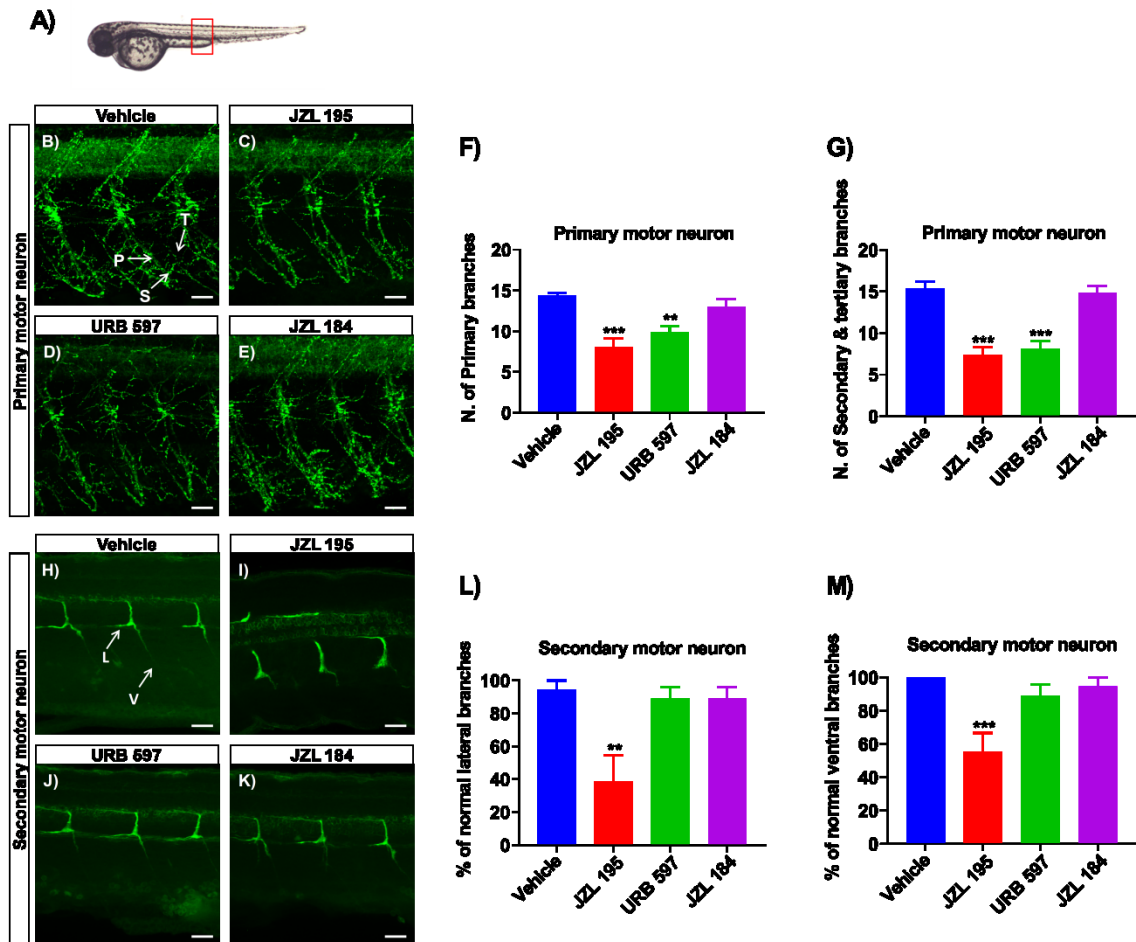 A)
Primary motor neuron
Vehicle
JZL 195
B)
T
P
S
C)
URB 597
JZL 184
D)
E)
F)
Primary motor neuron
N. of Primary branches
20
15
10
5
0
***
**
Vehicle
JZL 195
URB 597
JZL 184
G)
Primary motor neuron
N. of Secondary & tertiary branches
20
15
10
5
0
***
***
Vehicle
JZL 195
URB 597
JZL 184
Secondary motor neuron
Vehicle
JZL 195
H)
L
V
I)
URB 597
JZL 184
J)
K)
L)
Secondary motor neuron
% of normal lateral branches
100
80
60
40
20
0
**
Vehicle
JZL 195
URB 597
JZL 184
M)
Secondary motor neuron
% of normal ventral branches
100
80
60
40
20
0
***
Vehicle
JZL 195
URB 597
JZL 184